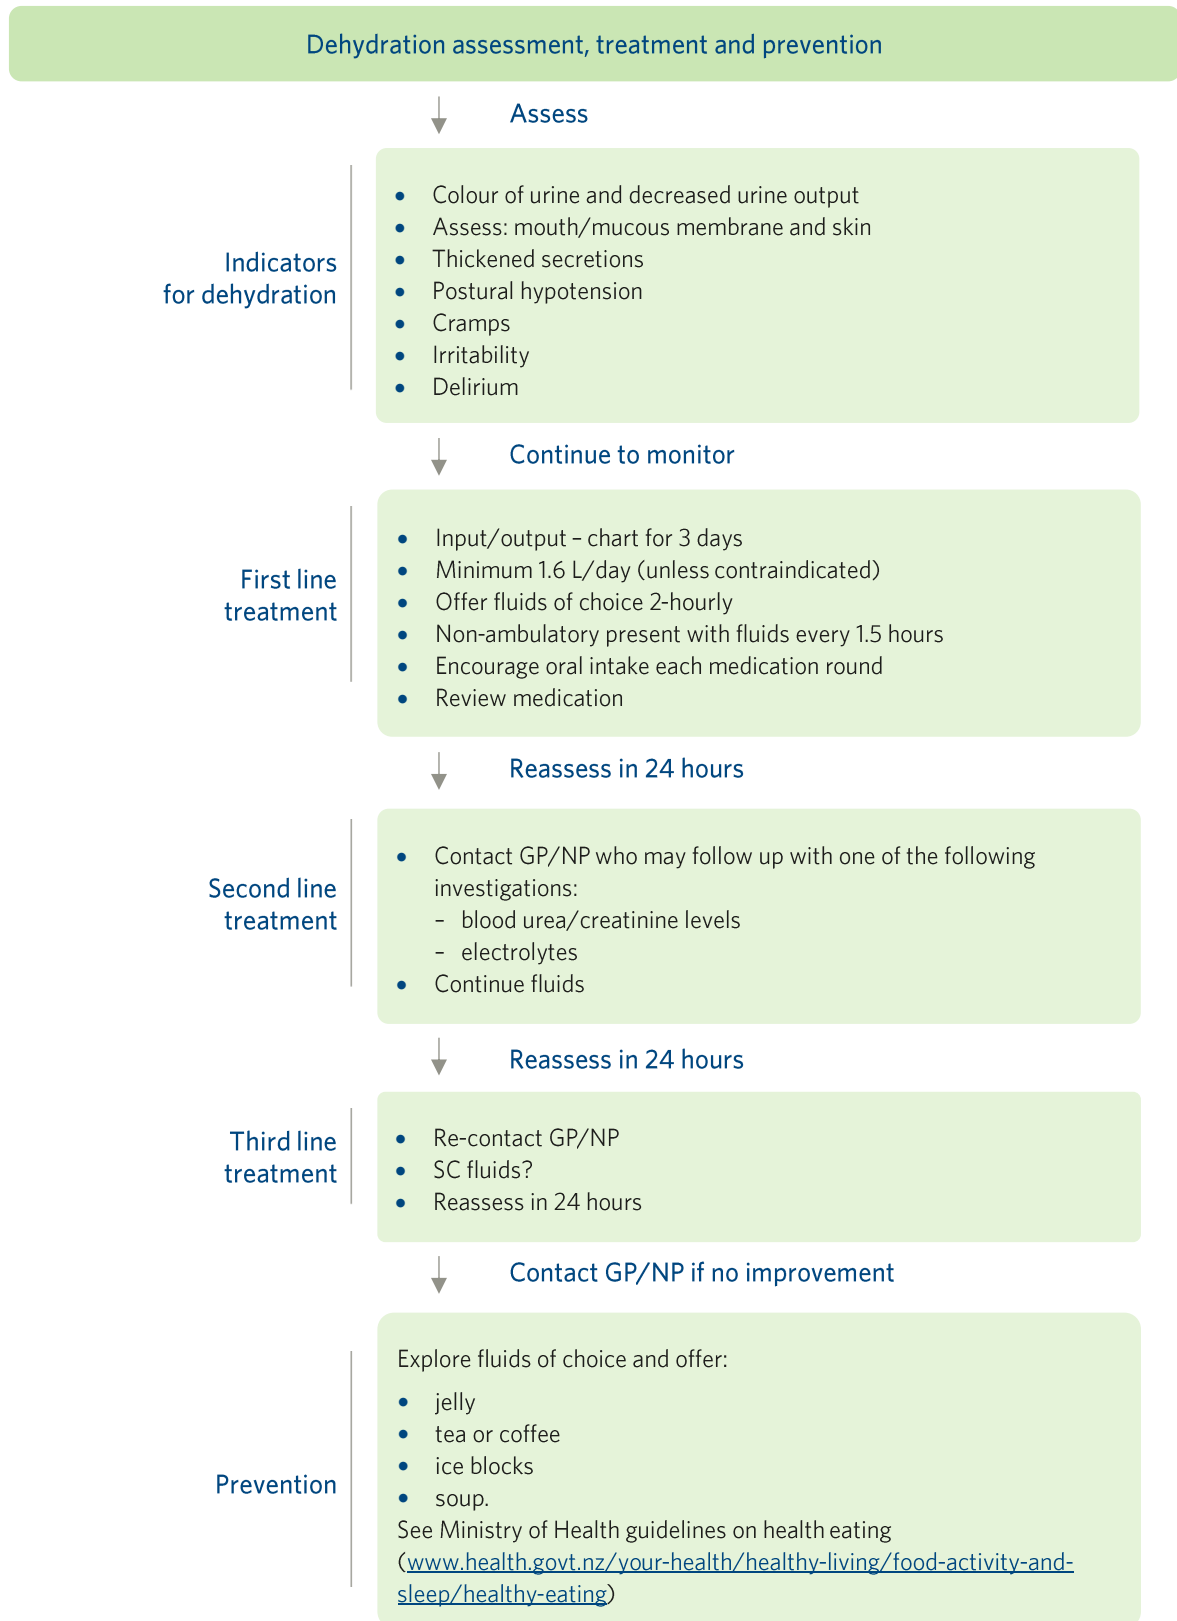 Dehydration assessment, treatment and prevention
Assess
Indicators
for dehydration
• Colour of urine and decreased urine output
• Assess: mouth/mucous membrane and skin
• Thickened secretions
• Postural hypotension
• Cramps
• Irritability
• Delirium
Continue to monitor
First line
treatment
• Input/output – chart for 3 days
• Minimum 1.6 L/day (unless contraindicated)
• Offer fluids of choice 2-hourly
• Non-ambulatory present with fluids every 1.5 hours
• Encourage oral intake each medication round
• Review medication
Reassess in 24 hours
Second line
treatment
• Contact GP/NP who may follow up with one of the following
investigations:
– blood urea/creatinine levels
– electrolytes
• Continue fluids
Reassess in 24 hours
Third line
treatment
• Re-contact GP/NP
• SC fluids?
• Reassess in 24 hours
Contact GP/NP if no improvement
Prevention
Explore fluids of choice and offer:
• jelly
• tea or coffee
• ice blocks
• soup.
See Ministry of Health guidelines on health eating
(www.health.govt.nz/your-health/healthy-living/food-activity-and-
sleep/healthy-eating)